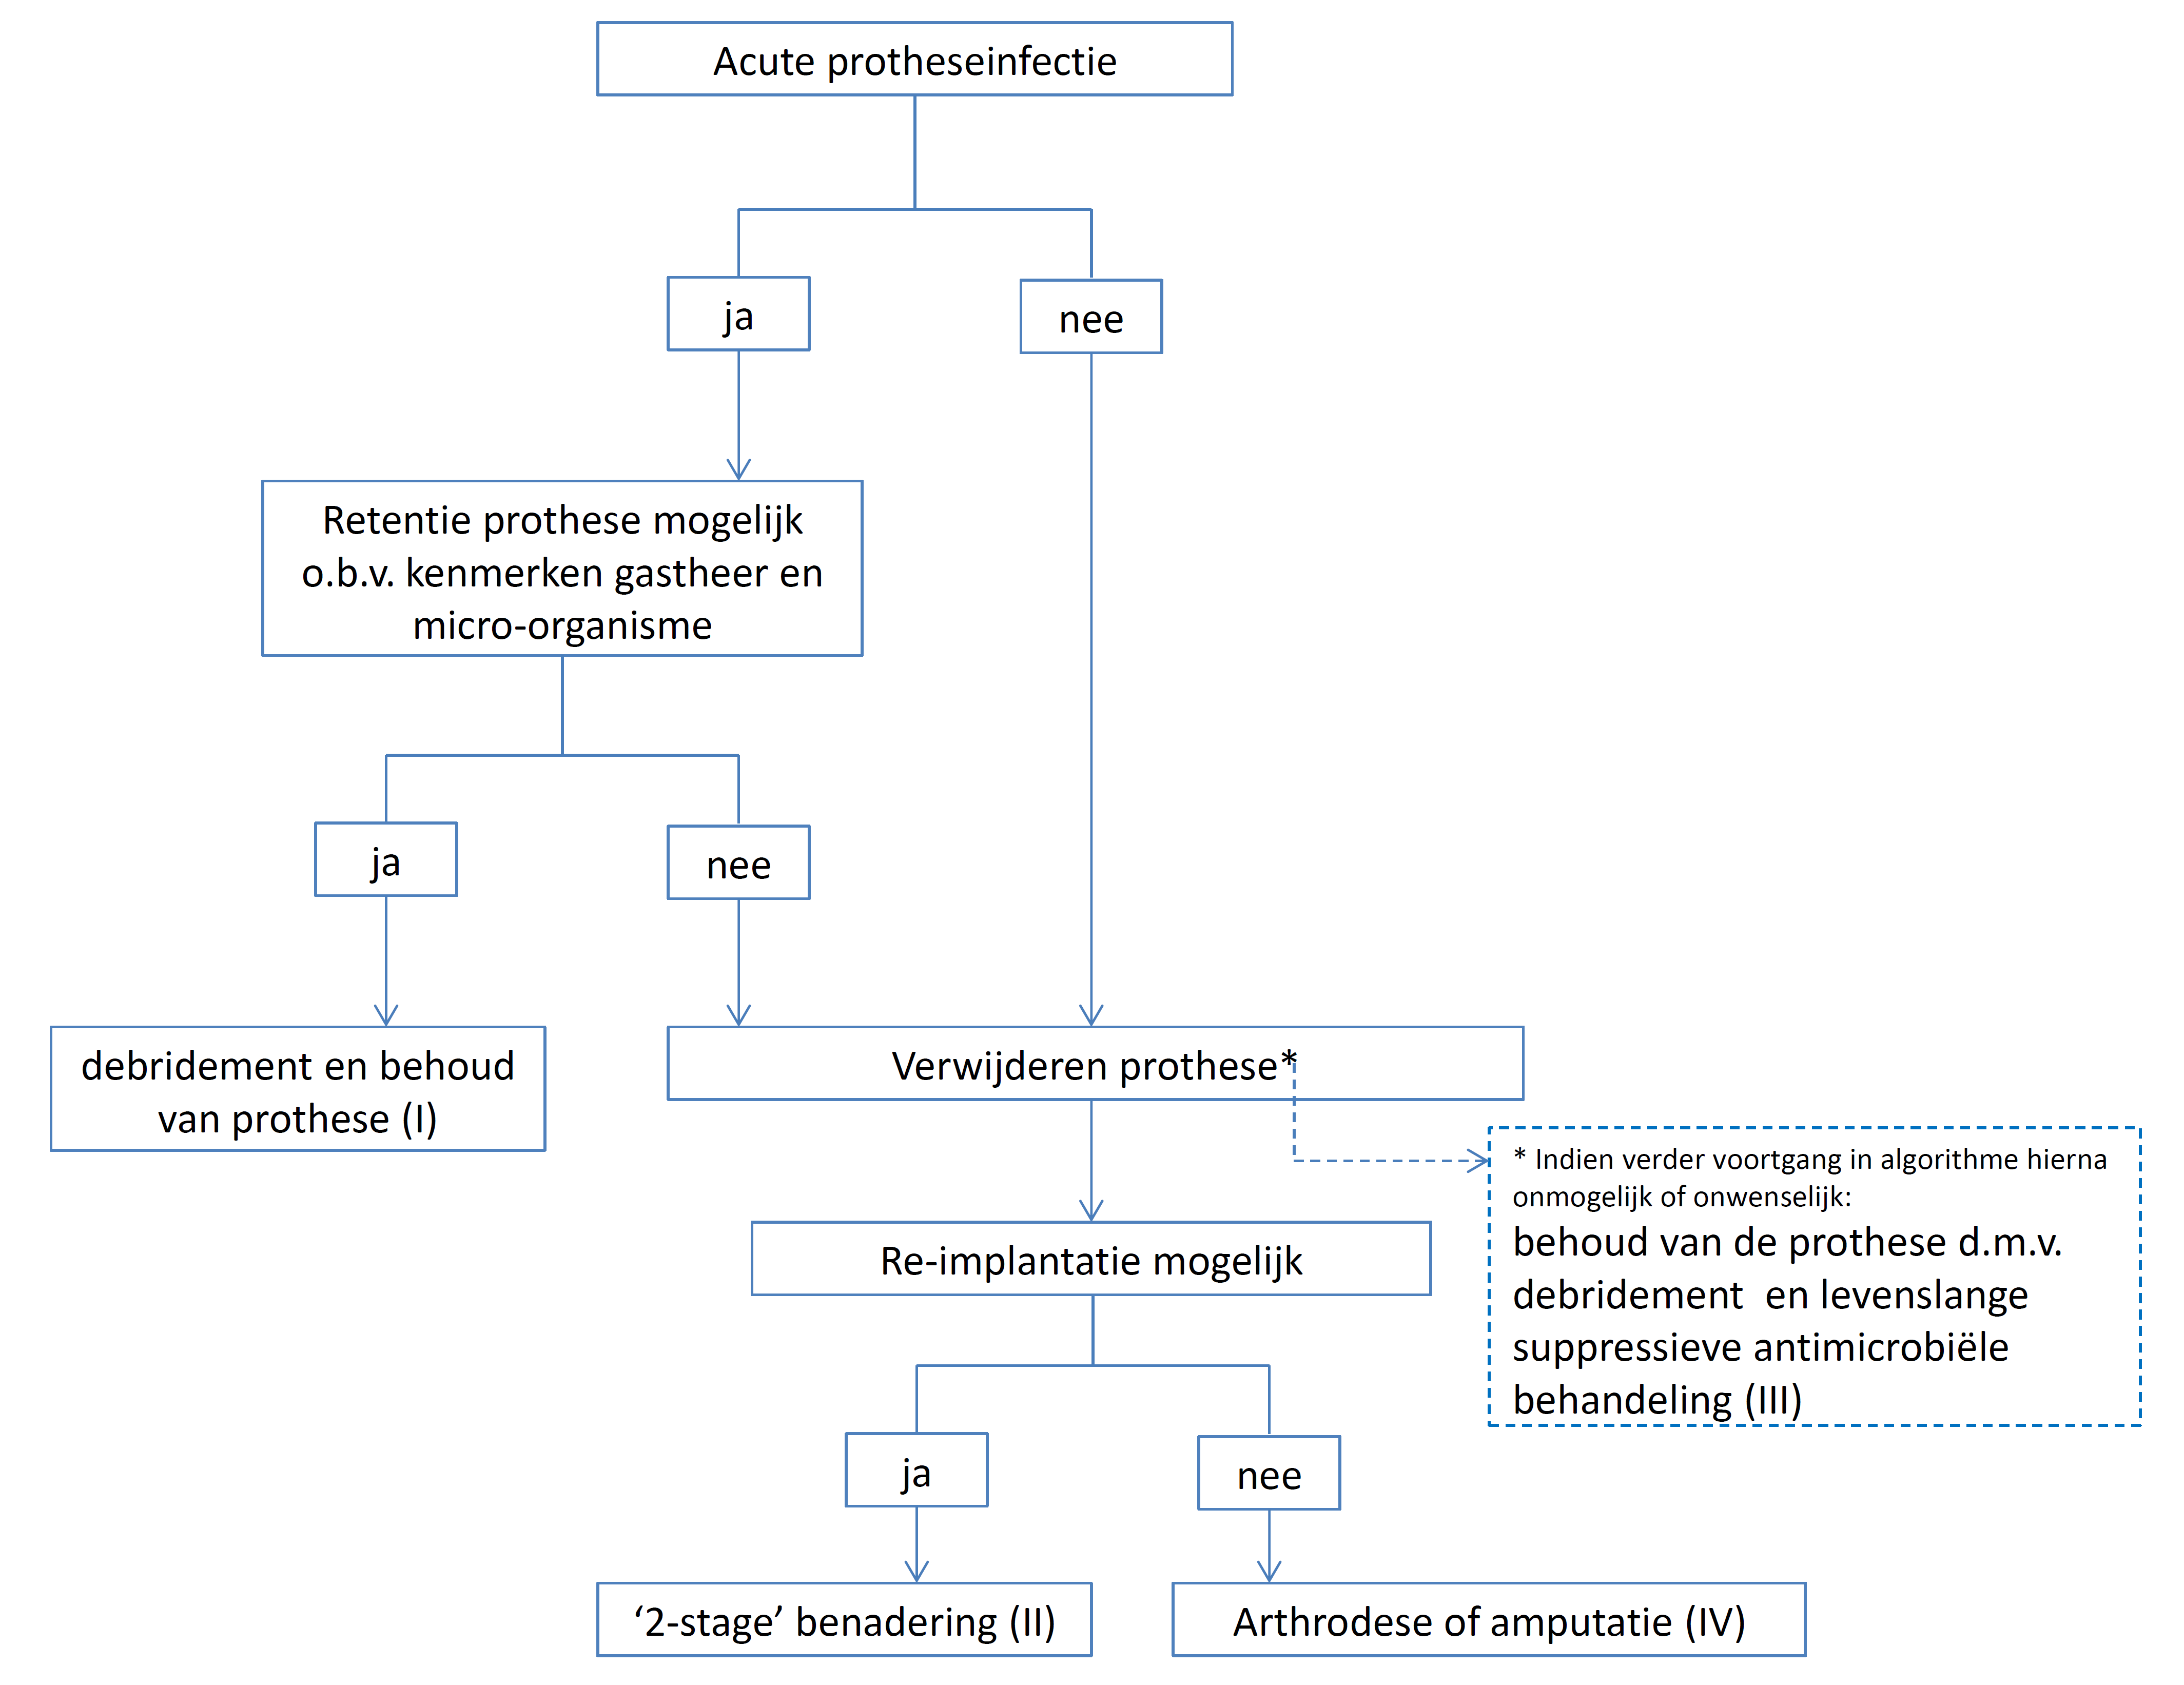 Acute protheseinfectie
ja
nee
Retentie prothese mogelijk
o.b.v. kenmerken gastheer en
micro-organisme
ja
nee
debridement en behoud
van prothese (I)
Verwijderen prothese*
* Indien verder voortgang in algorithme hierna
onmogelijk of onwenselijk:
behoud van de prothese d.m.v.
debridement  en levenslange
suppressieve antimicrobiële
behandeling (III)
Re-implantatie mogelijk
ja
nee
‘2-stage’ benadering (II)
Arthrodese of amputatie (IV)